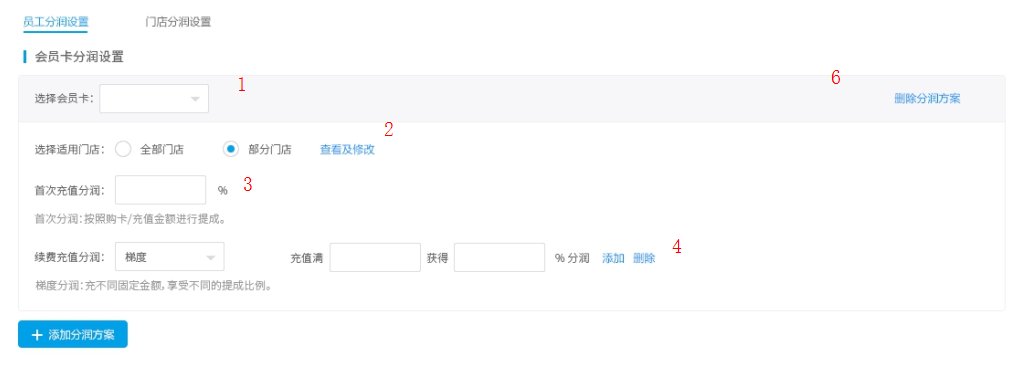 员工分润设置 门店分润设置
会员卡分润设置
选择会员卡： 1 6 删除分润方案
选择适用门店： 全部门店 部分门店 查看及修改 2
首次充值分润： % 3
首次分润：按照购卡/充值金额进行提成。
续费充值分润： 梯度 充值满 获得 % 分润 添加 删除 4
梯度分润：充不同固定金额，享受不同的提成比例。
+ 添加分润方案